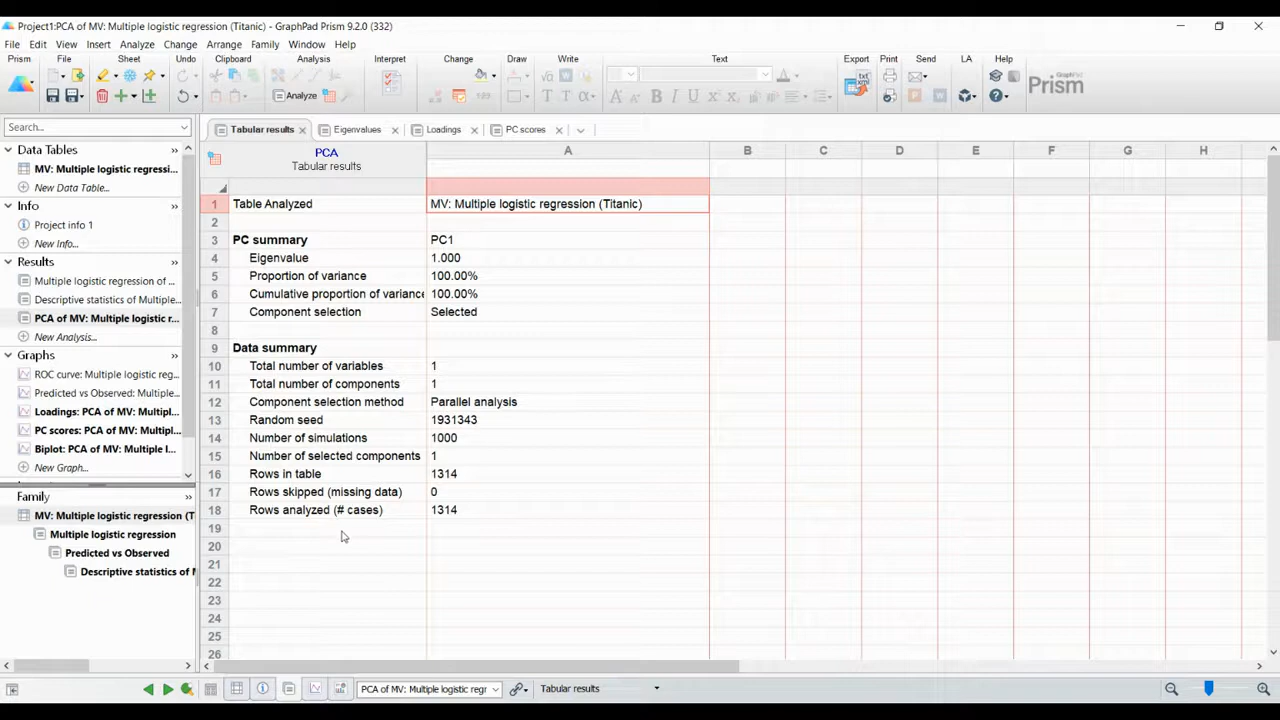 Project1:PCA of MV: Multiple logistic regression (Titanic) - GraphPad Prism 9.2.0 (332)
File Edit View Insert Analyze Change Arrange Family Window Help
Prism File Sheet Undo Clipboard Analysis Interpret Change Draw Write Text Export Print Send LA Help
Analyze
GraphPad
Prism
Search...
Tabular results Eigenvalues Loadings PC scores
Data Tables
MV: Multiple logistic regressi...
New Data Table...
Info
Project info 1
New Info...
Results
Multiple logistic regression of ...
Descriptive statistics of Multiple...
PCA of MV: Multiple logistic r...
New Analysis...
Graphs
ROC curve: Multiple logistic reg...
Predicted vs Observed: Multiple...
Loadings: PCA of MV: Multipl...
PC scores: PCA of MV: Multipl...
Biplot: PCA of MV: Multiple l...
New Graph...
Family
MV: Multiple logistic regression (T
Multiple logistic regression
Predicted vs Observed
Descriptive statistics of M
PCA
Tabular results
A B C D E F G H
1 Table Analyzed MV: Multiple logistic regression (Titanic)
2
3 PC summary PC1
4 Eigenvalue 1.000
5 Proportion of variance 100.00%
6 Cumulative proportion of variance 100.00%
7 Component selection Selected
8
9 Data summary
10 Total number of variables 1
11 Total number of components 1
12 Component selection method Parallel analysis
13 Random seed 1931343
14 Number of simulations 1000
15 Number of selected components 1
16 Rows in table 1314
17 Rows skipped (missing data) 0
18 Rows analyzed (# cases) 1314
19
20
21
22
23
24
25
26
PCA of MV: Multiple logistic regr Tabular results